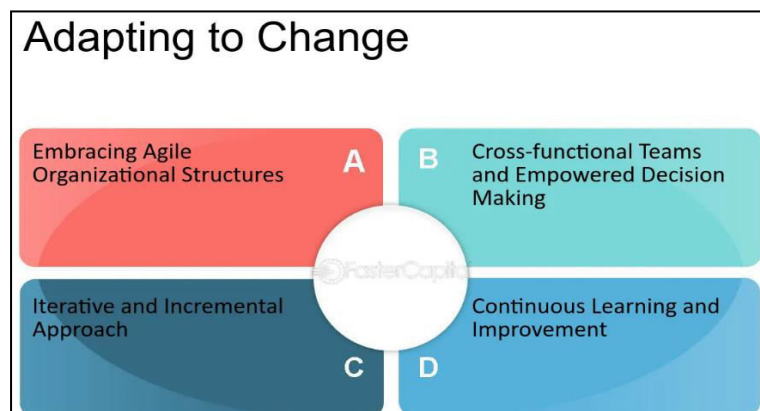 Adapting to Change
Embracing Agile
Organizational Structures
A
B
Cross-functional Teams
and Empowered Decision
Making
FasterCapital
Iterative and Incremental
Approach
C
D
Continuous Learning and
Improvement